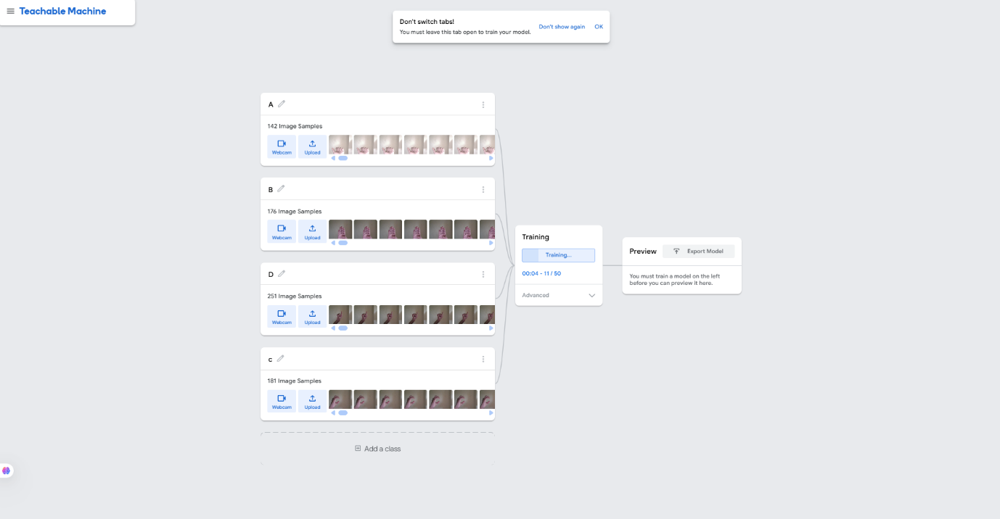 Teachable Machine
Don't switch tabs!
You must leave this tab open to train your model.
Don't show again
OK
A
142 Image Samples
Webcam
Upload
B
176 Image Samples
Webcam
Upload
D
251 Image Samples
Webcam
Upload
c
181 Image Samples
Webcam
Upload
Add a class
Training
Training...
00:04 - 11 / 50
Advanced
Preview
Export Model
You must train a model on the left
before you can preview it here.